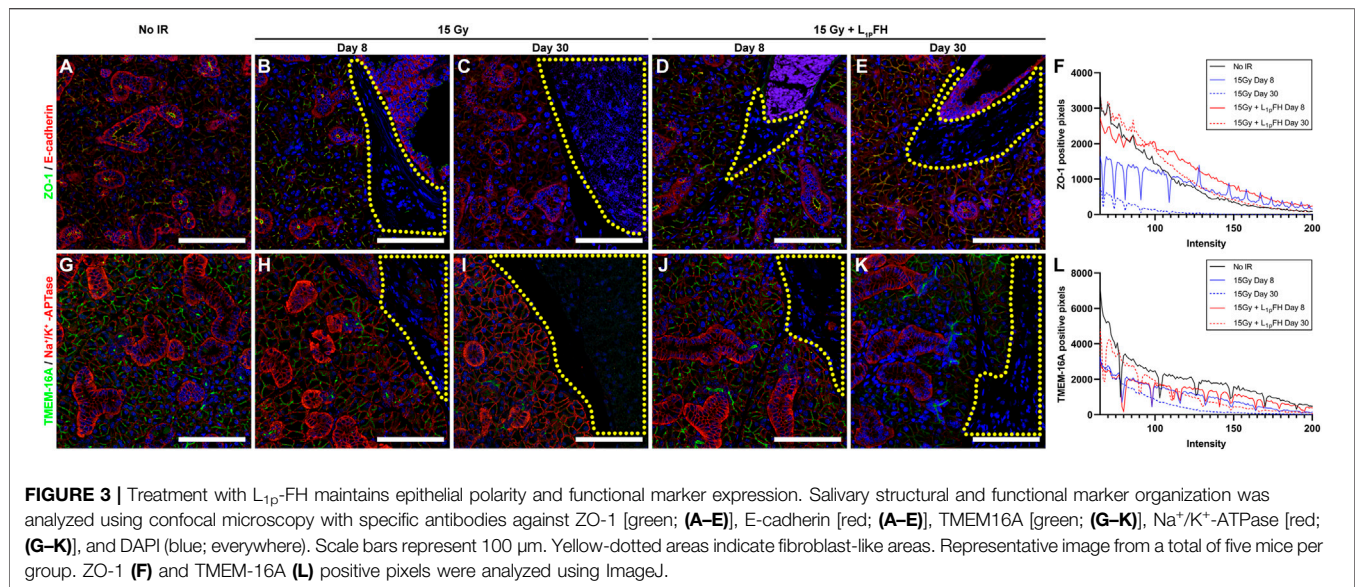 No IR
15 Gy
15 Gy + L1pFH
Day 8
Day 30
Day 8
Day 30
ZO-1 / E-cadherin
A
B
C
D
E
F
ZO-1 positive pixels
4000
3000
2000
1000
0
100
150
200
Intensity
No IR
15Gy Day 8
15Gy Day 30
15Gy + L1pFH Day 8
15Gy + L1pFH Day 30
TMEM-16A / Na+/K+-APTase
G
H
I
J
K
L
TMEM-16A positive pixels
8000
6000
4000
2000
0
100
150
200
Intensity
No IR
15Gy Day 8
15Gy Day 30
15Gy + L1pFH Day 8
15Gy + L1pFH Day 30
FIGURE 3 | Treatment with L1p-FH maintains epithelial polarity and functional marker expression. Salivary structural and functional marker organization was
analyzed using confocal microscopy with specific antibodies against ZO-1 [green; (A–E)], E-cadherin [red; (A–E)], TMEM16A [green; (G–K)], Na+/K+-ATPase [red;
(G–K)], and DAPI (blue; everywhere). Scale bars represent 100 μm. Yellow-dotted areas indicate fibroblast-like areas. Representative image from a total of five mice per
group. ZO-1 (F) and TMEM-16A (L) positive pixels were analyzed using ImageJ.